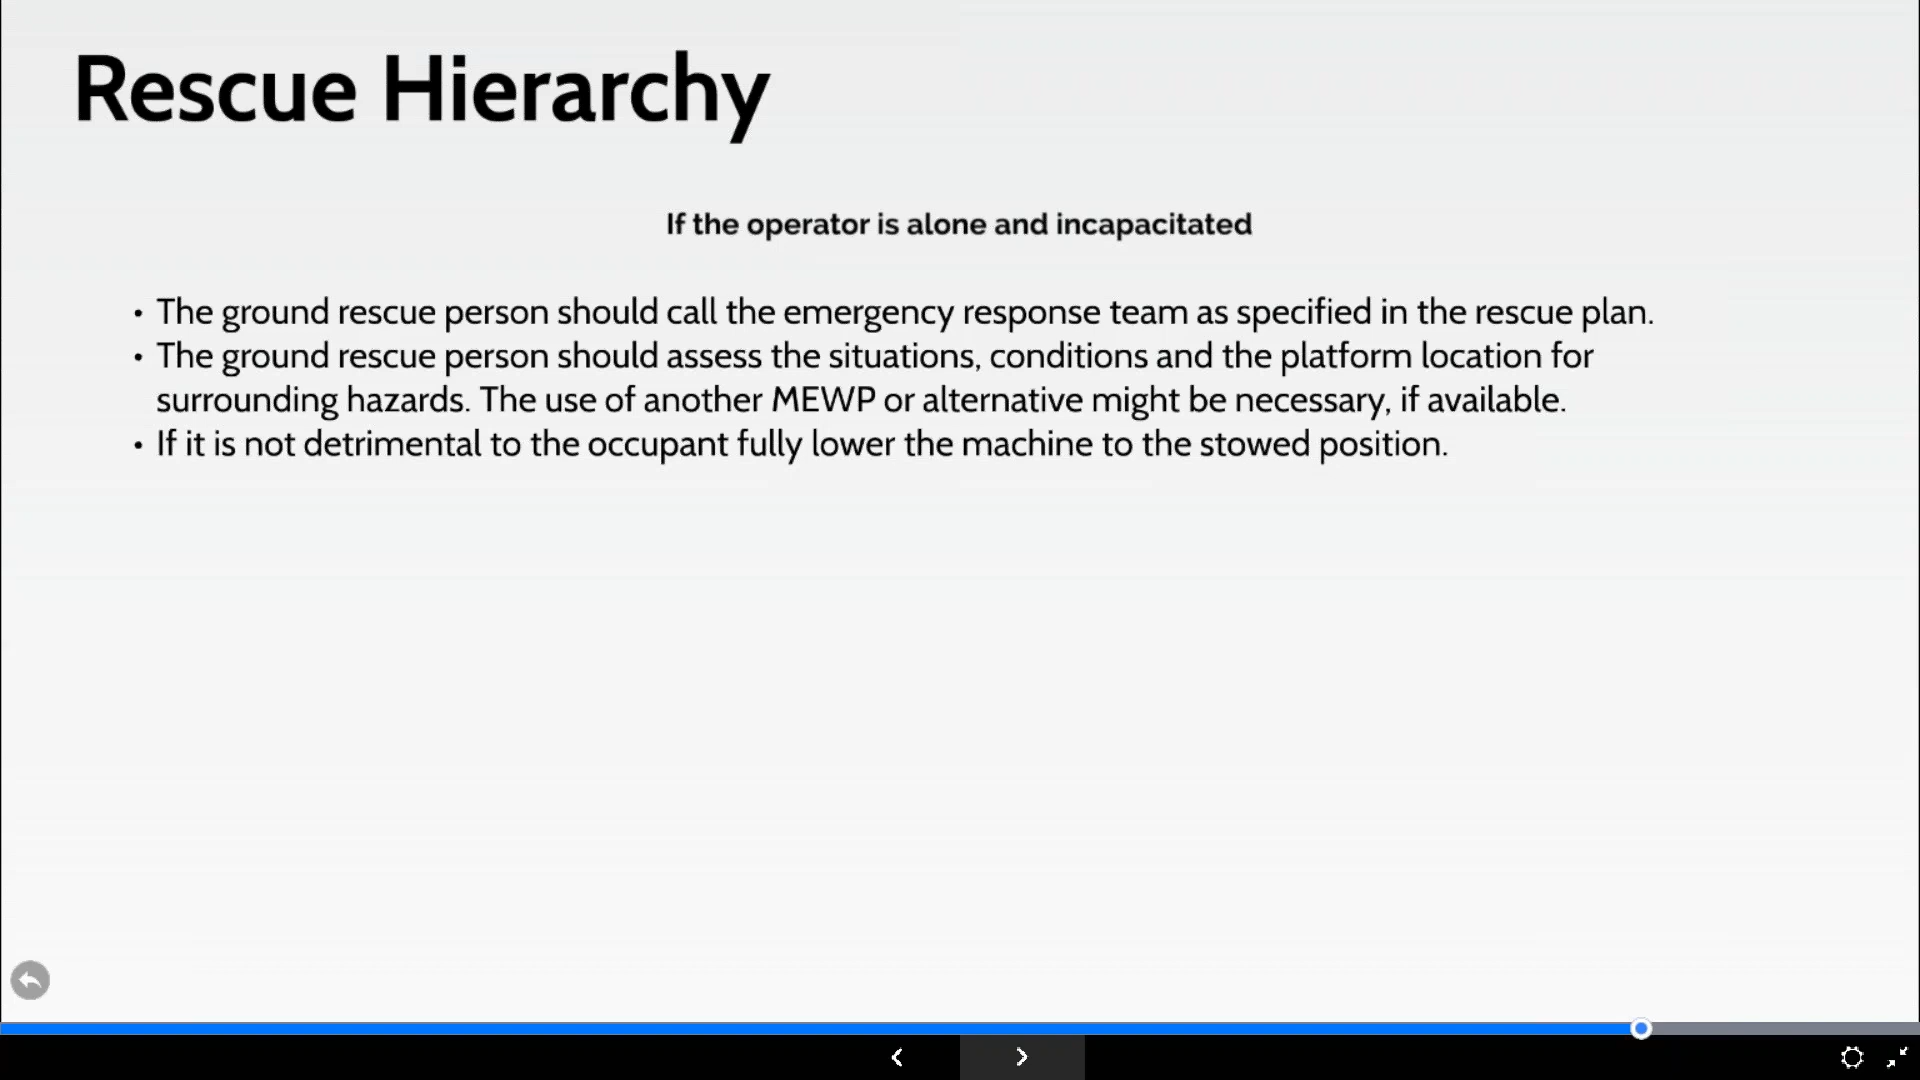 Rescue Hierarchy
If the operator is alone and incapacitated
• The ground rescue person should call the emergency response team as specified in the rescue plan.
• The ground rescue person should assess the situations, conditions and the platform location for
surrounding hazards. The use of another MEWP or alternative might be necessary, if available.
• If it is not detrimental to the occupant fully lower the machine to the stowed position.